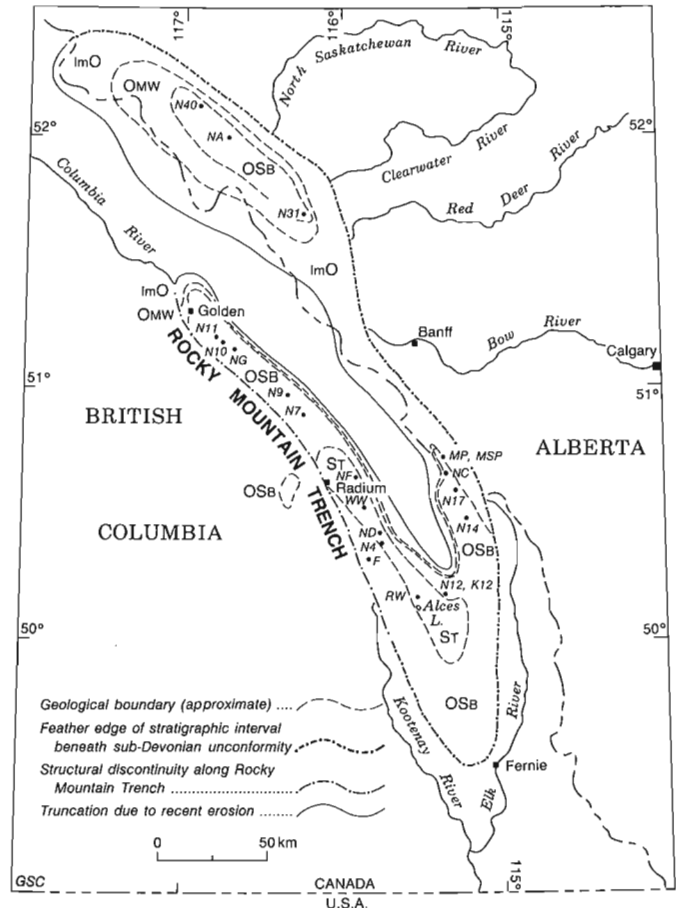 117°
116°
115°
North
Saskatchewan
River
ImO
OMW
N40
NA
52°
52°
OSB
Clearwater
River
Red
Deer
River
N31
Columbia
River
ImO
ImO
OMW
Golden
N11
N10
NG
Banff
Bow
River
Calgary
51°
51°
OSB
N9
N7
ROCKY MOUNTAIN TRENCH
BRITISH
COLUMBIA
ALBERTA
MP, MSP
NC
N17
N14
ST
NF
Radium
WW
OSB
ND
N4
F
OSB
N12, K12
RW
Alces
L.
ST
50°
50°
OSB
Kootenay
River
Elk
River
Fernie
Geological boundary (approximate) ....
Feather edge of stratigraphic interval
beneath sub-Devonian unconformity .
Structural discontinuity along Rocky
Mountain Trench ............................
Truncation due to recent erosion ........
0
50 km
GSC
CANADA
U.S.A.
115°